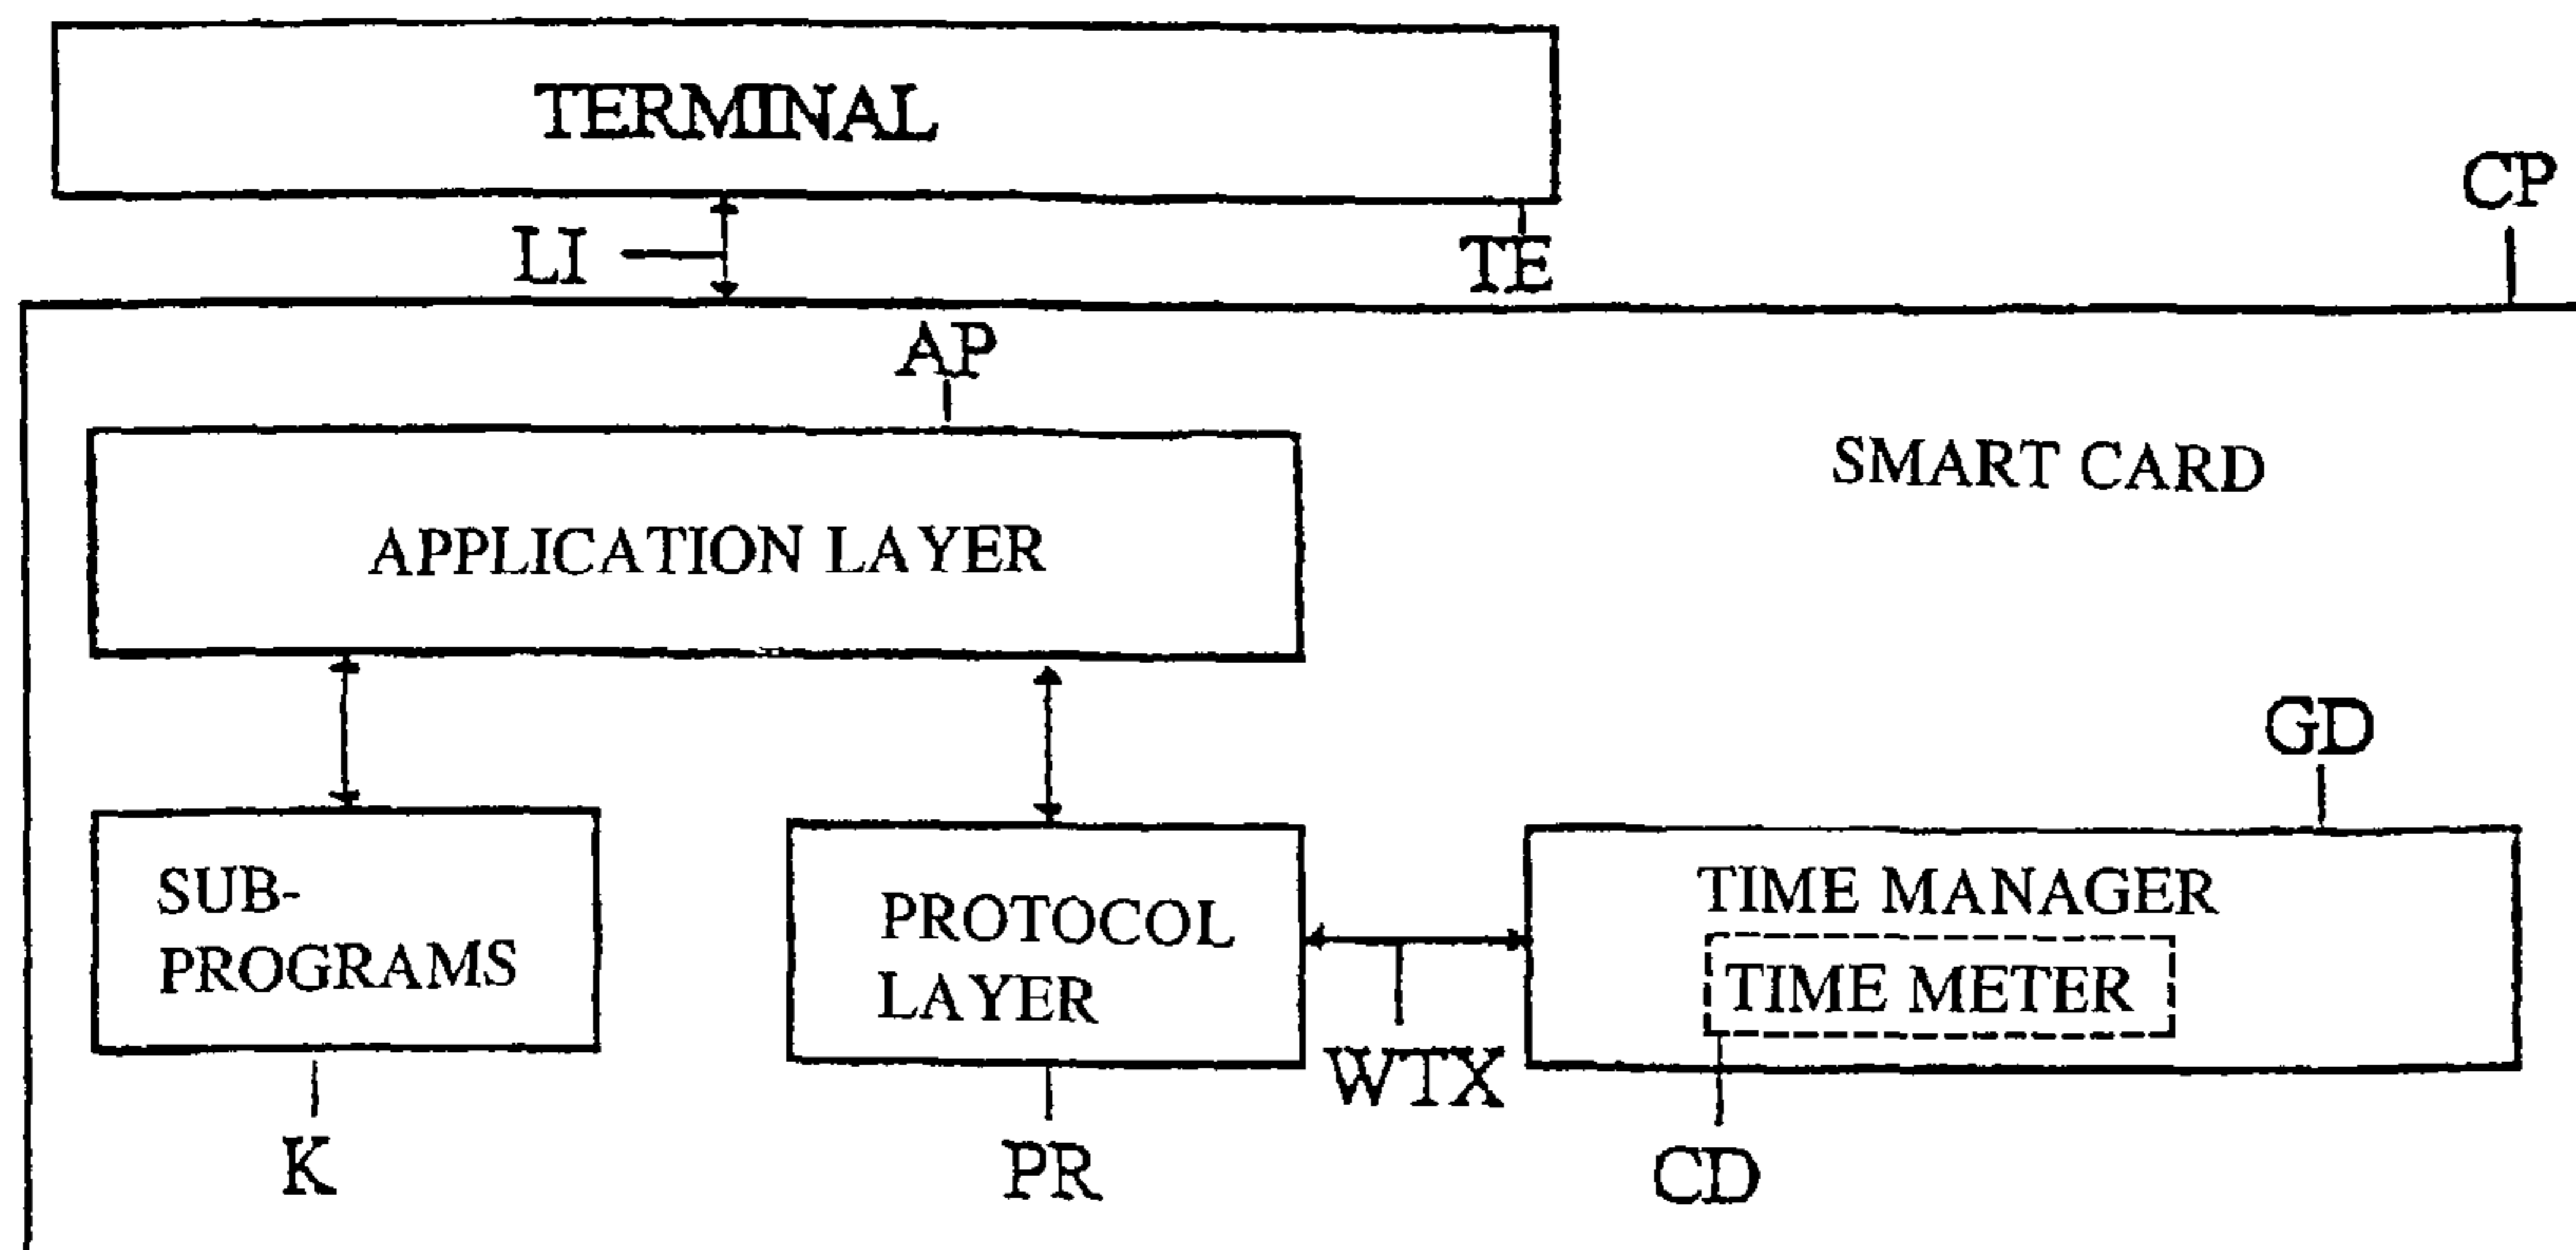 TERMINAL
CP
LI
TE
AP
SMART CARD
APPLICATION LAYER
GD
SUB-
PROGRAMS
PROTOCOL
LAYER
TIME MANAGER
TIME METER
WTX
K
PR
CD